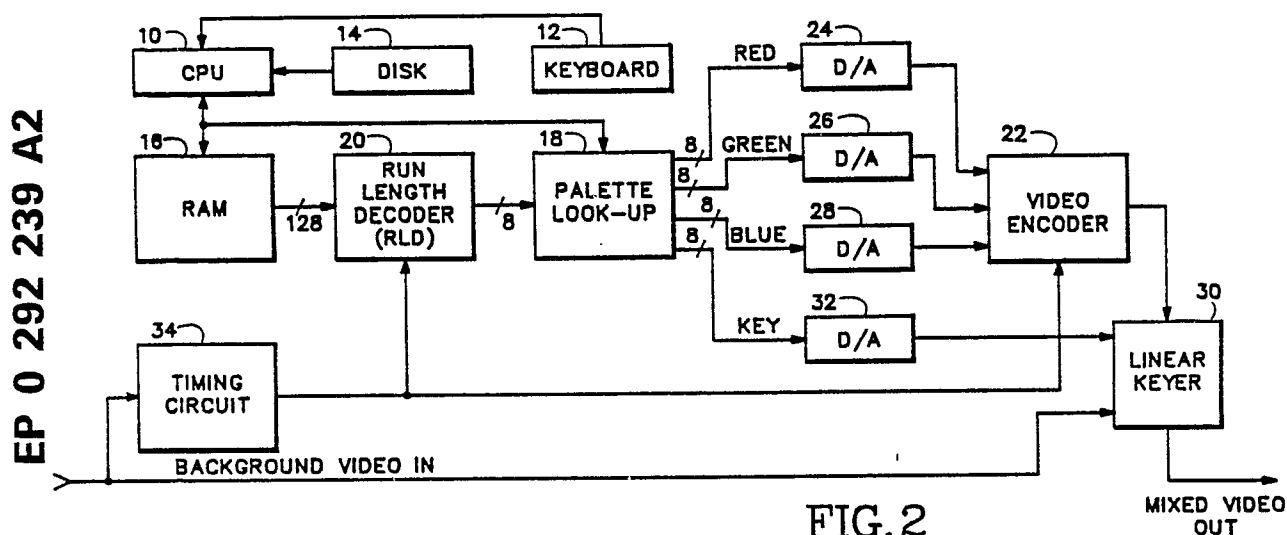 EP 0 292 239 A2
10
CPU
14
DISK
12
KEYBOARD
RED
24
D/A
16
RAM
128
20
RUN
LENGTH
DECODER
(RLD)
8
18
PALETTE
LOOK-UP
8
8
8
8
GREEN
26
D/A
BLUE
28
D/A
22
VIDEO
ENCODER
KEY
32
D/A
30
LINEAR
KEYER
34
TIMING
CIRCUIT
BACKGROUND VIDEO IN
MIXED VIDEO
OUT
FIG. 2